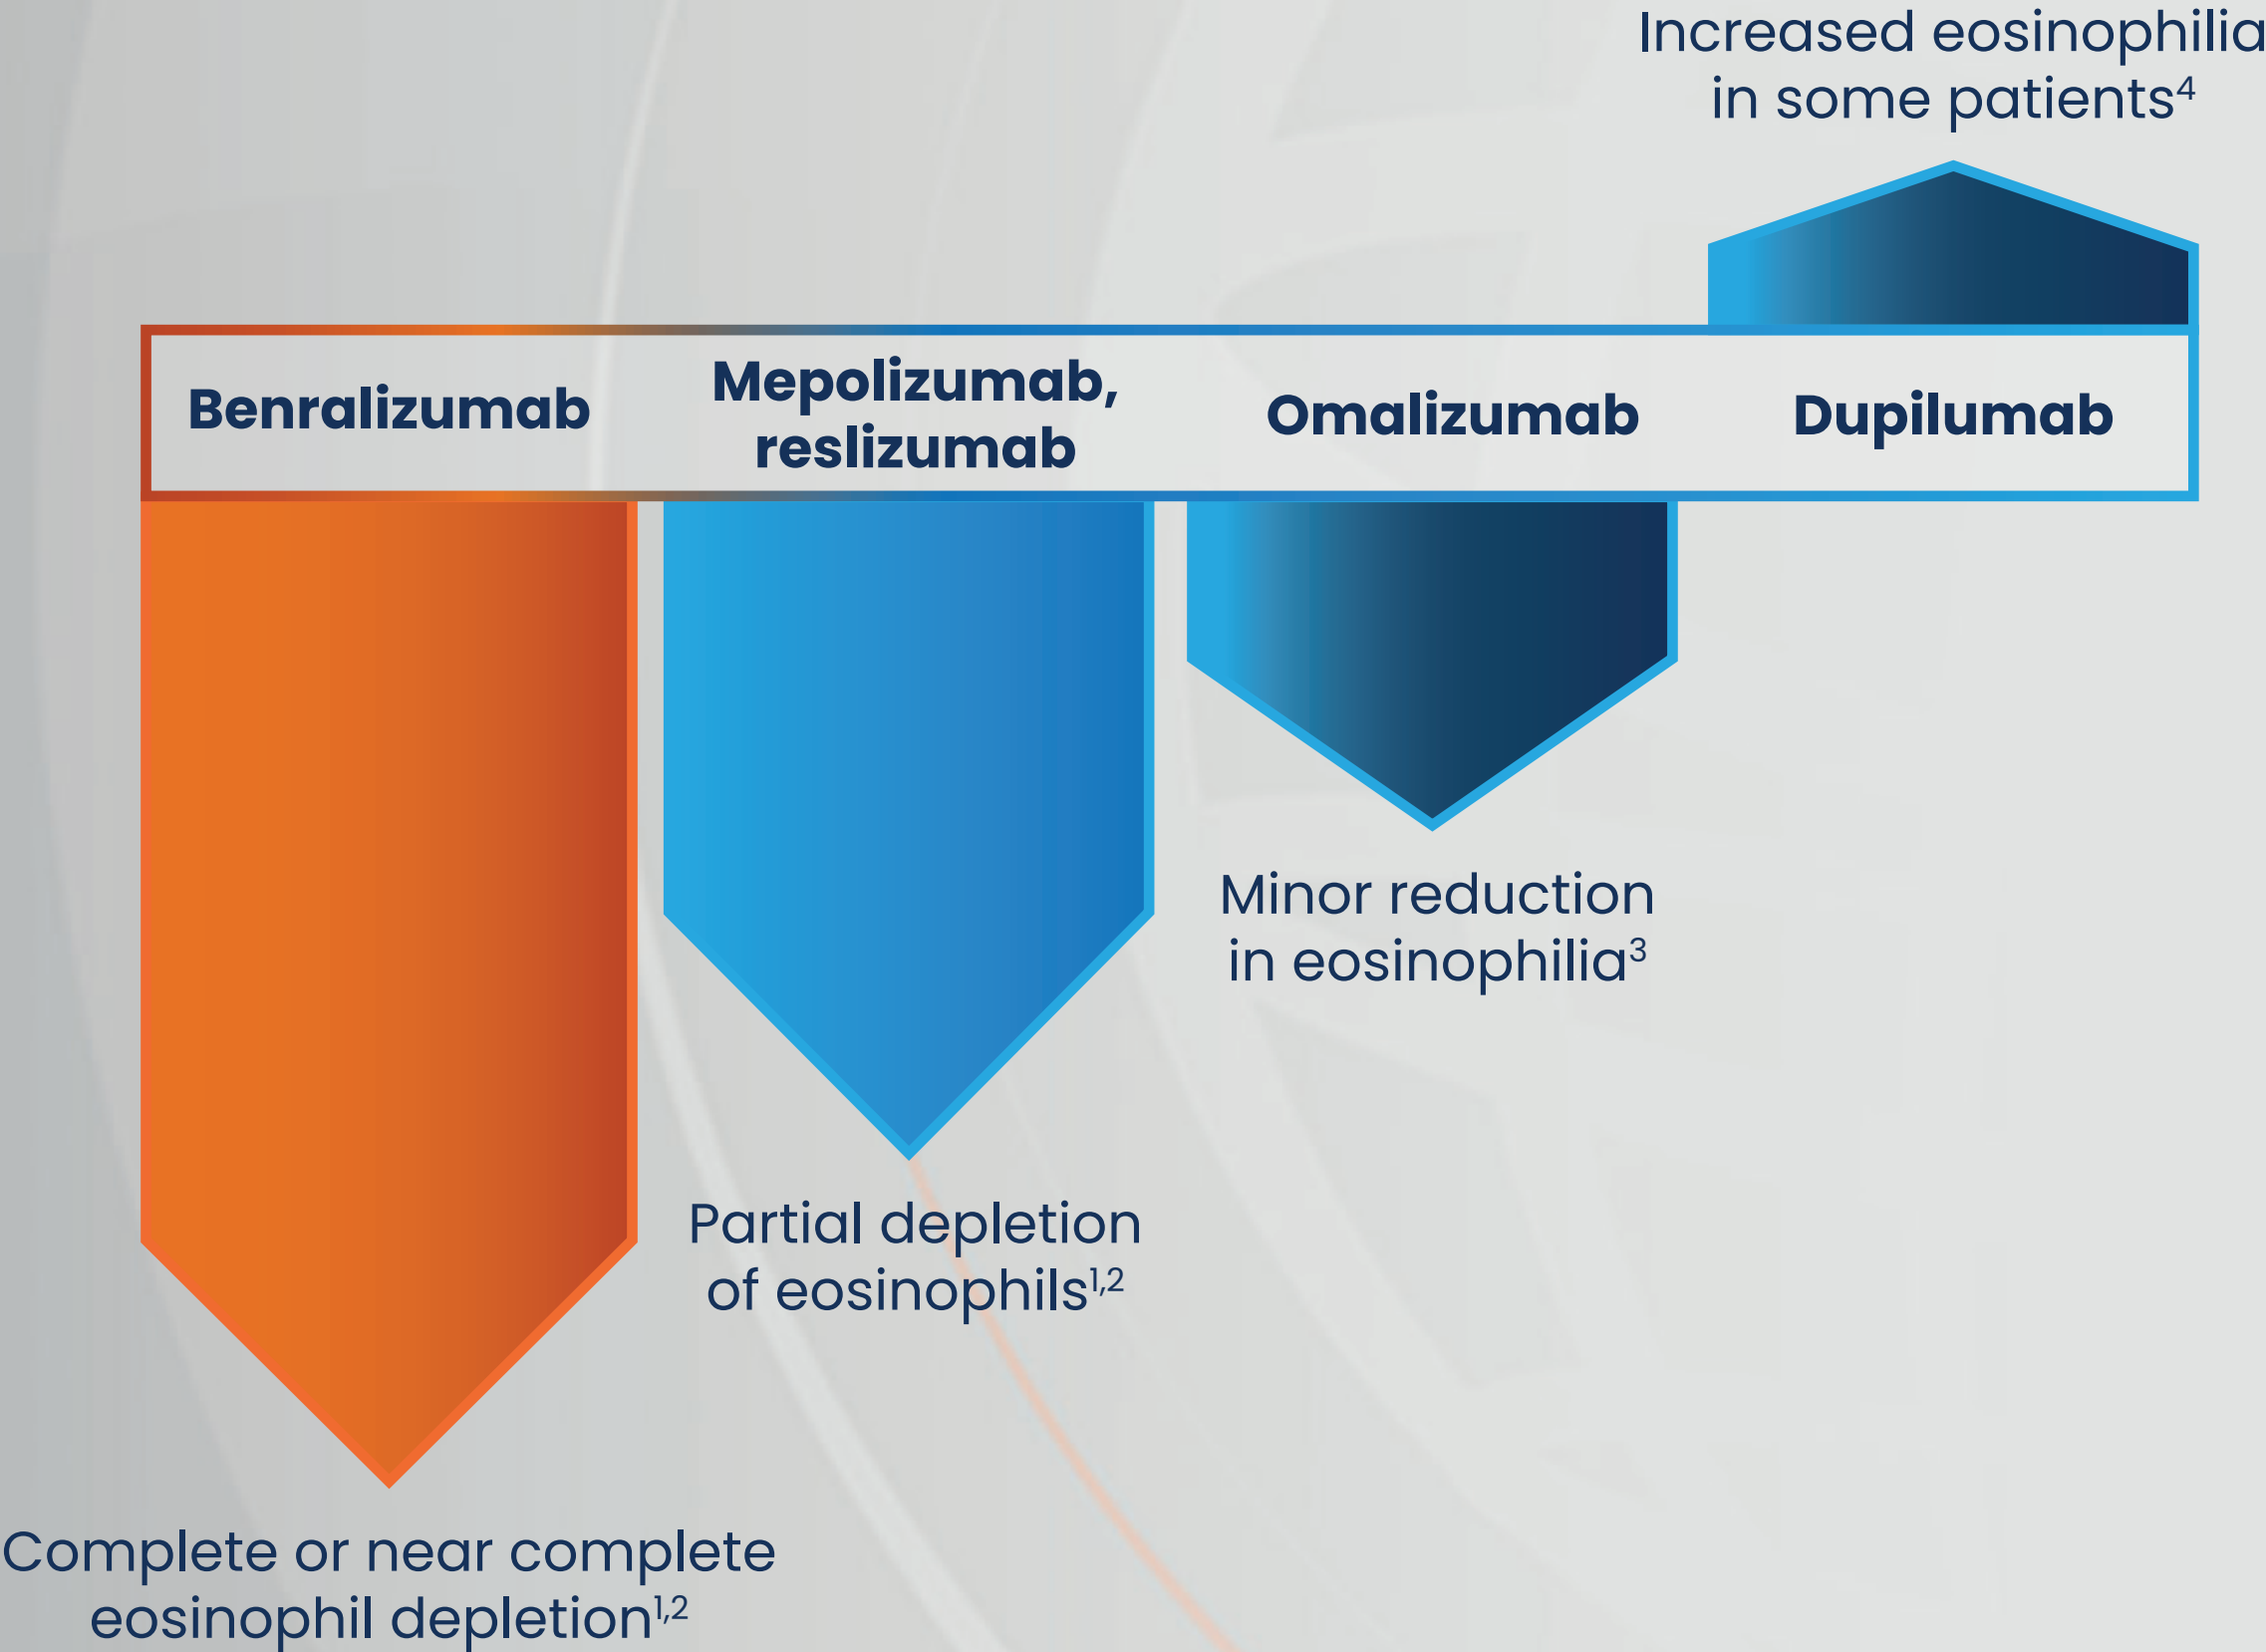 Increased eosinophilia
in some patients⁴
Benralizumab
Mepolizumab,
reslizumab
Omalizumab
Dupilumab
Minor reduction
in eosinophilia³
Partial depletion
of eosinophils¹,²
Complete or near complete
eosinophil depletion¹,²